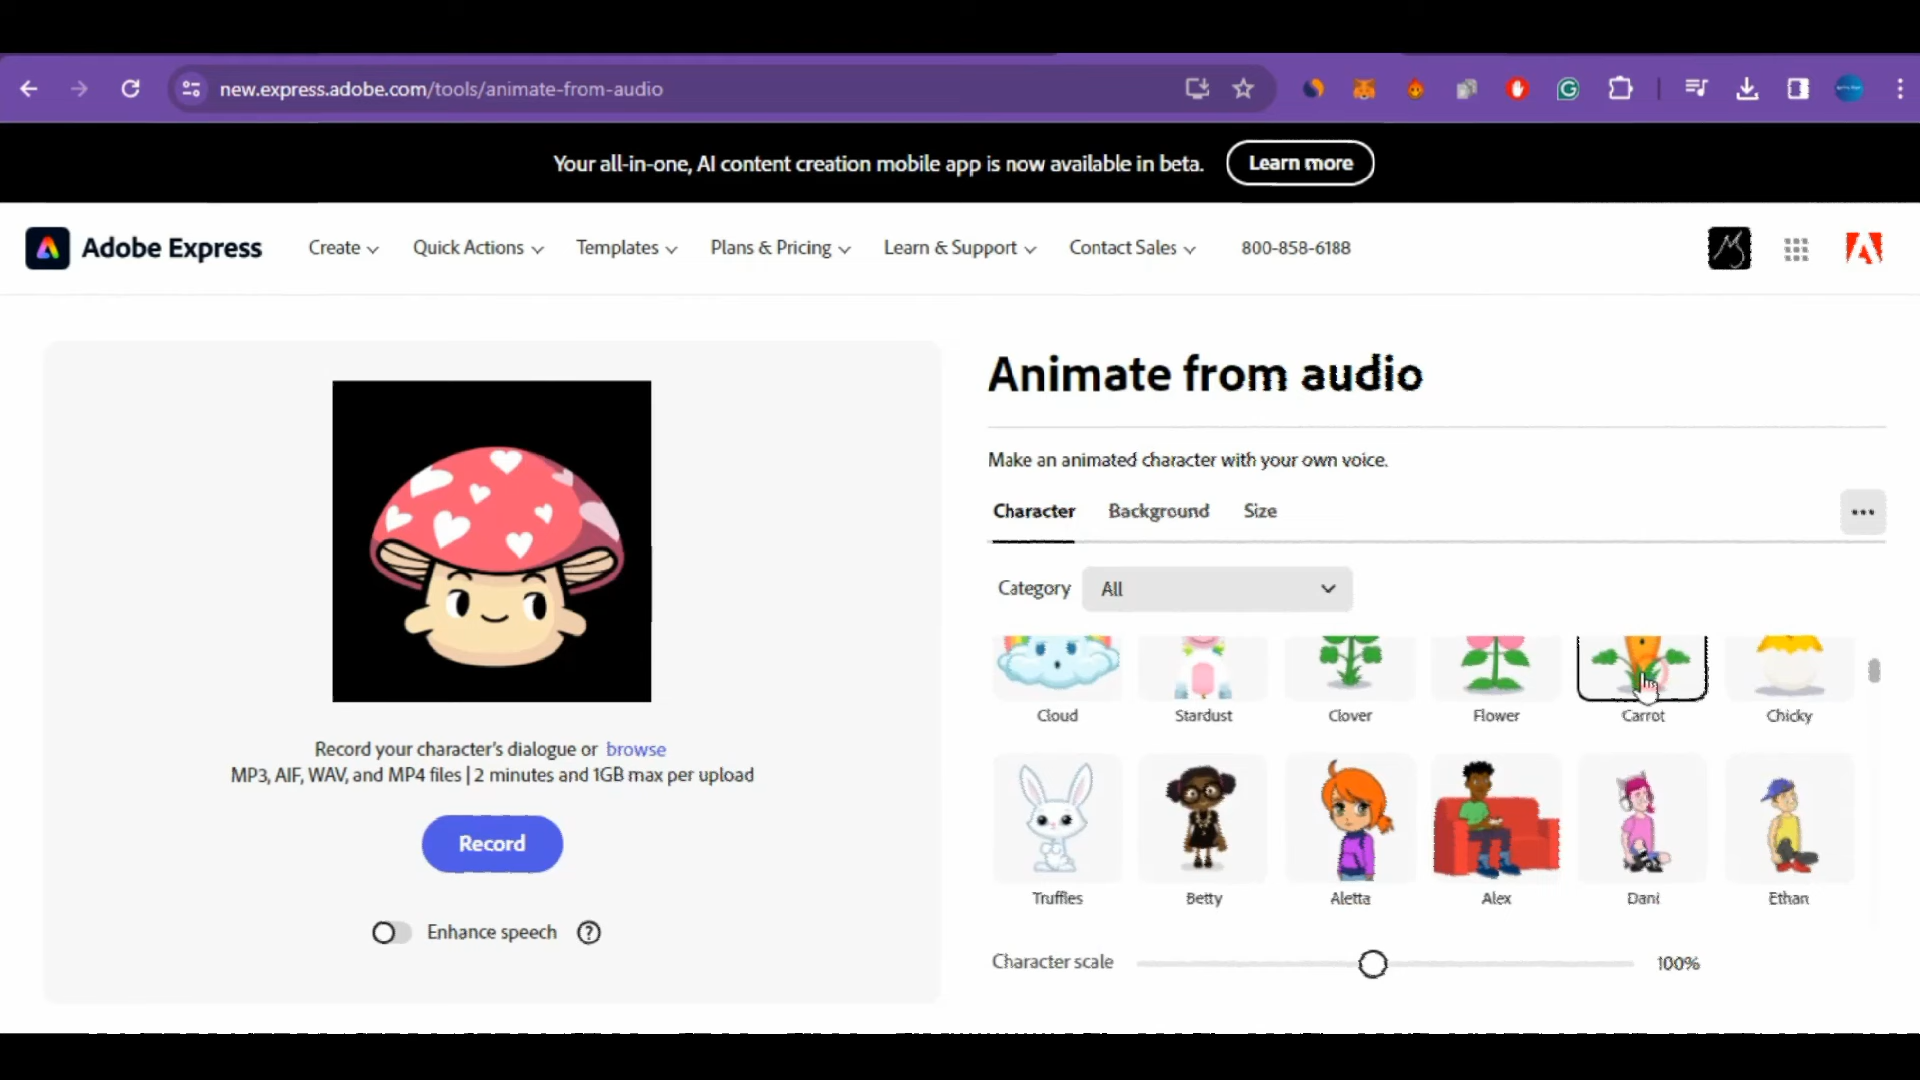 new.express.adobe.com/tools/animate-from-audio
Your all-in-one, AI content creation mobile app is now available in beta. Learn more
Adobe Express Create Quick Actions Templates Plans & Pricing Learn & Support Contact Sales 800-858-6188
Animate from audio
Make an animated character with your own voice.
Character Background Size
Category All
Cloud Stardust Clover Flower Carrot Chicky
Truffles Betty Aletta Alex Dani Ethan
Character scale 100%
Record your character's dialogue or browse
MP3, AIF, WAV, and MP4 files | 2 minutes and 1GB max per upload
Record
Enhance speech ?